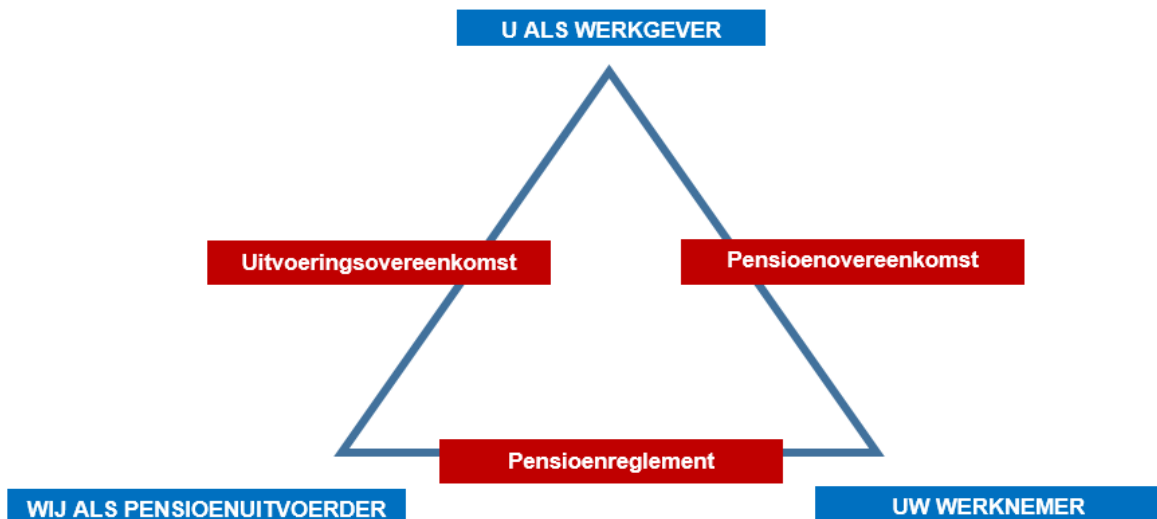 U ALS WERKGEVER
Uitvoeringsovereenkomst
Pensioenovereenkomst
Pensioenreglement
WIJ ALS PENSIOENUITVOERDER
UW WERKNEMER